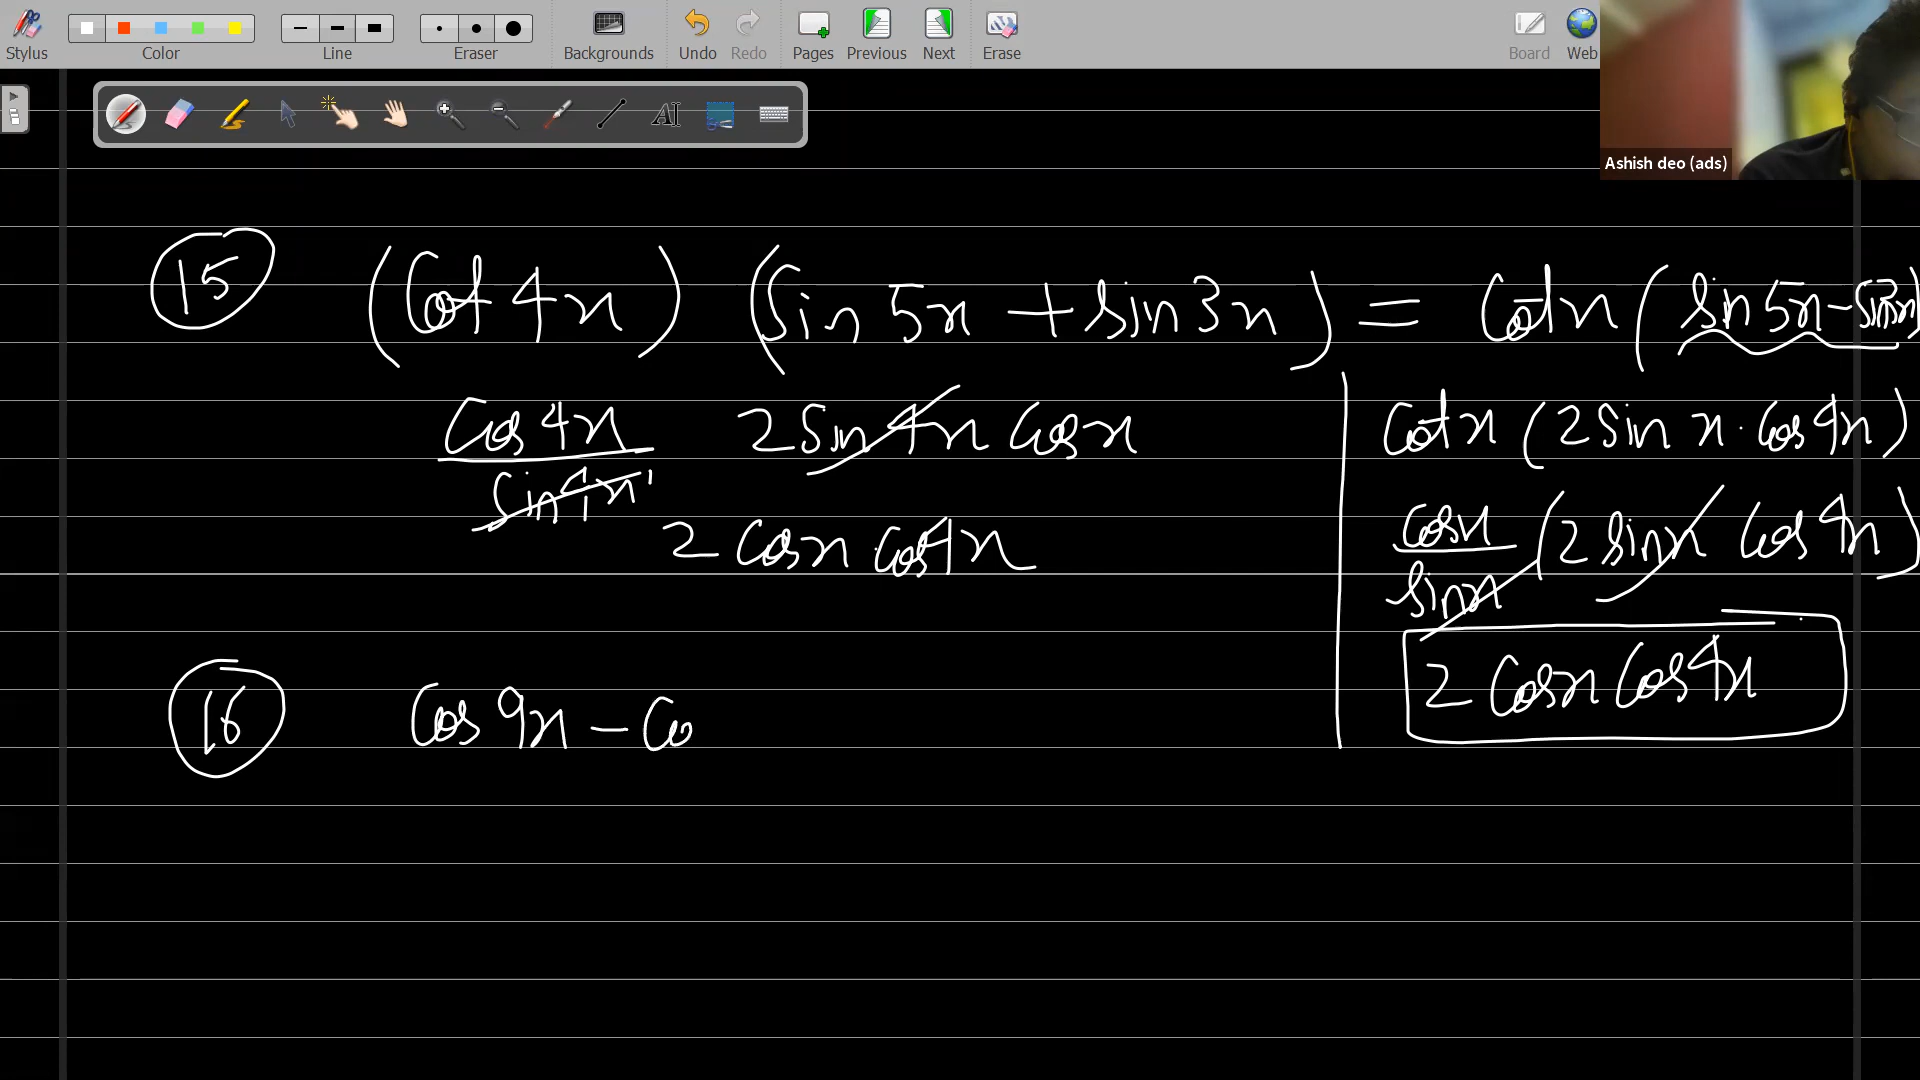 Stylus Color Line Eraser Backgrounds Undo Redo Pages Previous Next Erase Board Web
AI
Ashish deo (ads)
15 (Cot 4x) (Sin 5x + sin 3x) = Cot x (sin 5x - sin 3x)
Cos 4x / Sin 4x 2 Sin 4x Cos x
2 Cos x Cos 4x
Cot x (2 Sin x · Cos 4x)
Cos x / Sin x (2 sin x Cos 4x)
2 Cos x Cos 4x
16 Cos 9x - Co